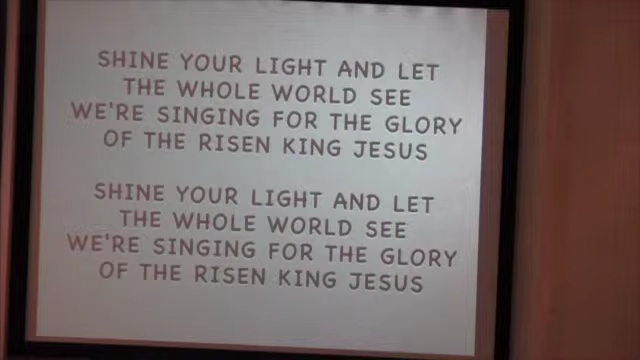 SHINE YOUR LIGHT AND LET
THE WHOLE WORLD SEE
WE'RE SINGING FOR THE GLORY
OF THE RISEN KING JESUS
SHINE YOUR LIGHT AND LET
THE WHOLE WORLD SEE
WE'RE SINGING FOR THE GLORY
OF THE RISEN KING JESUS